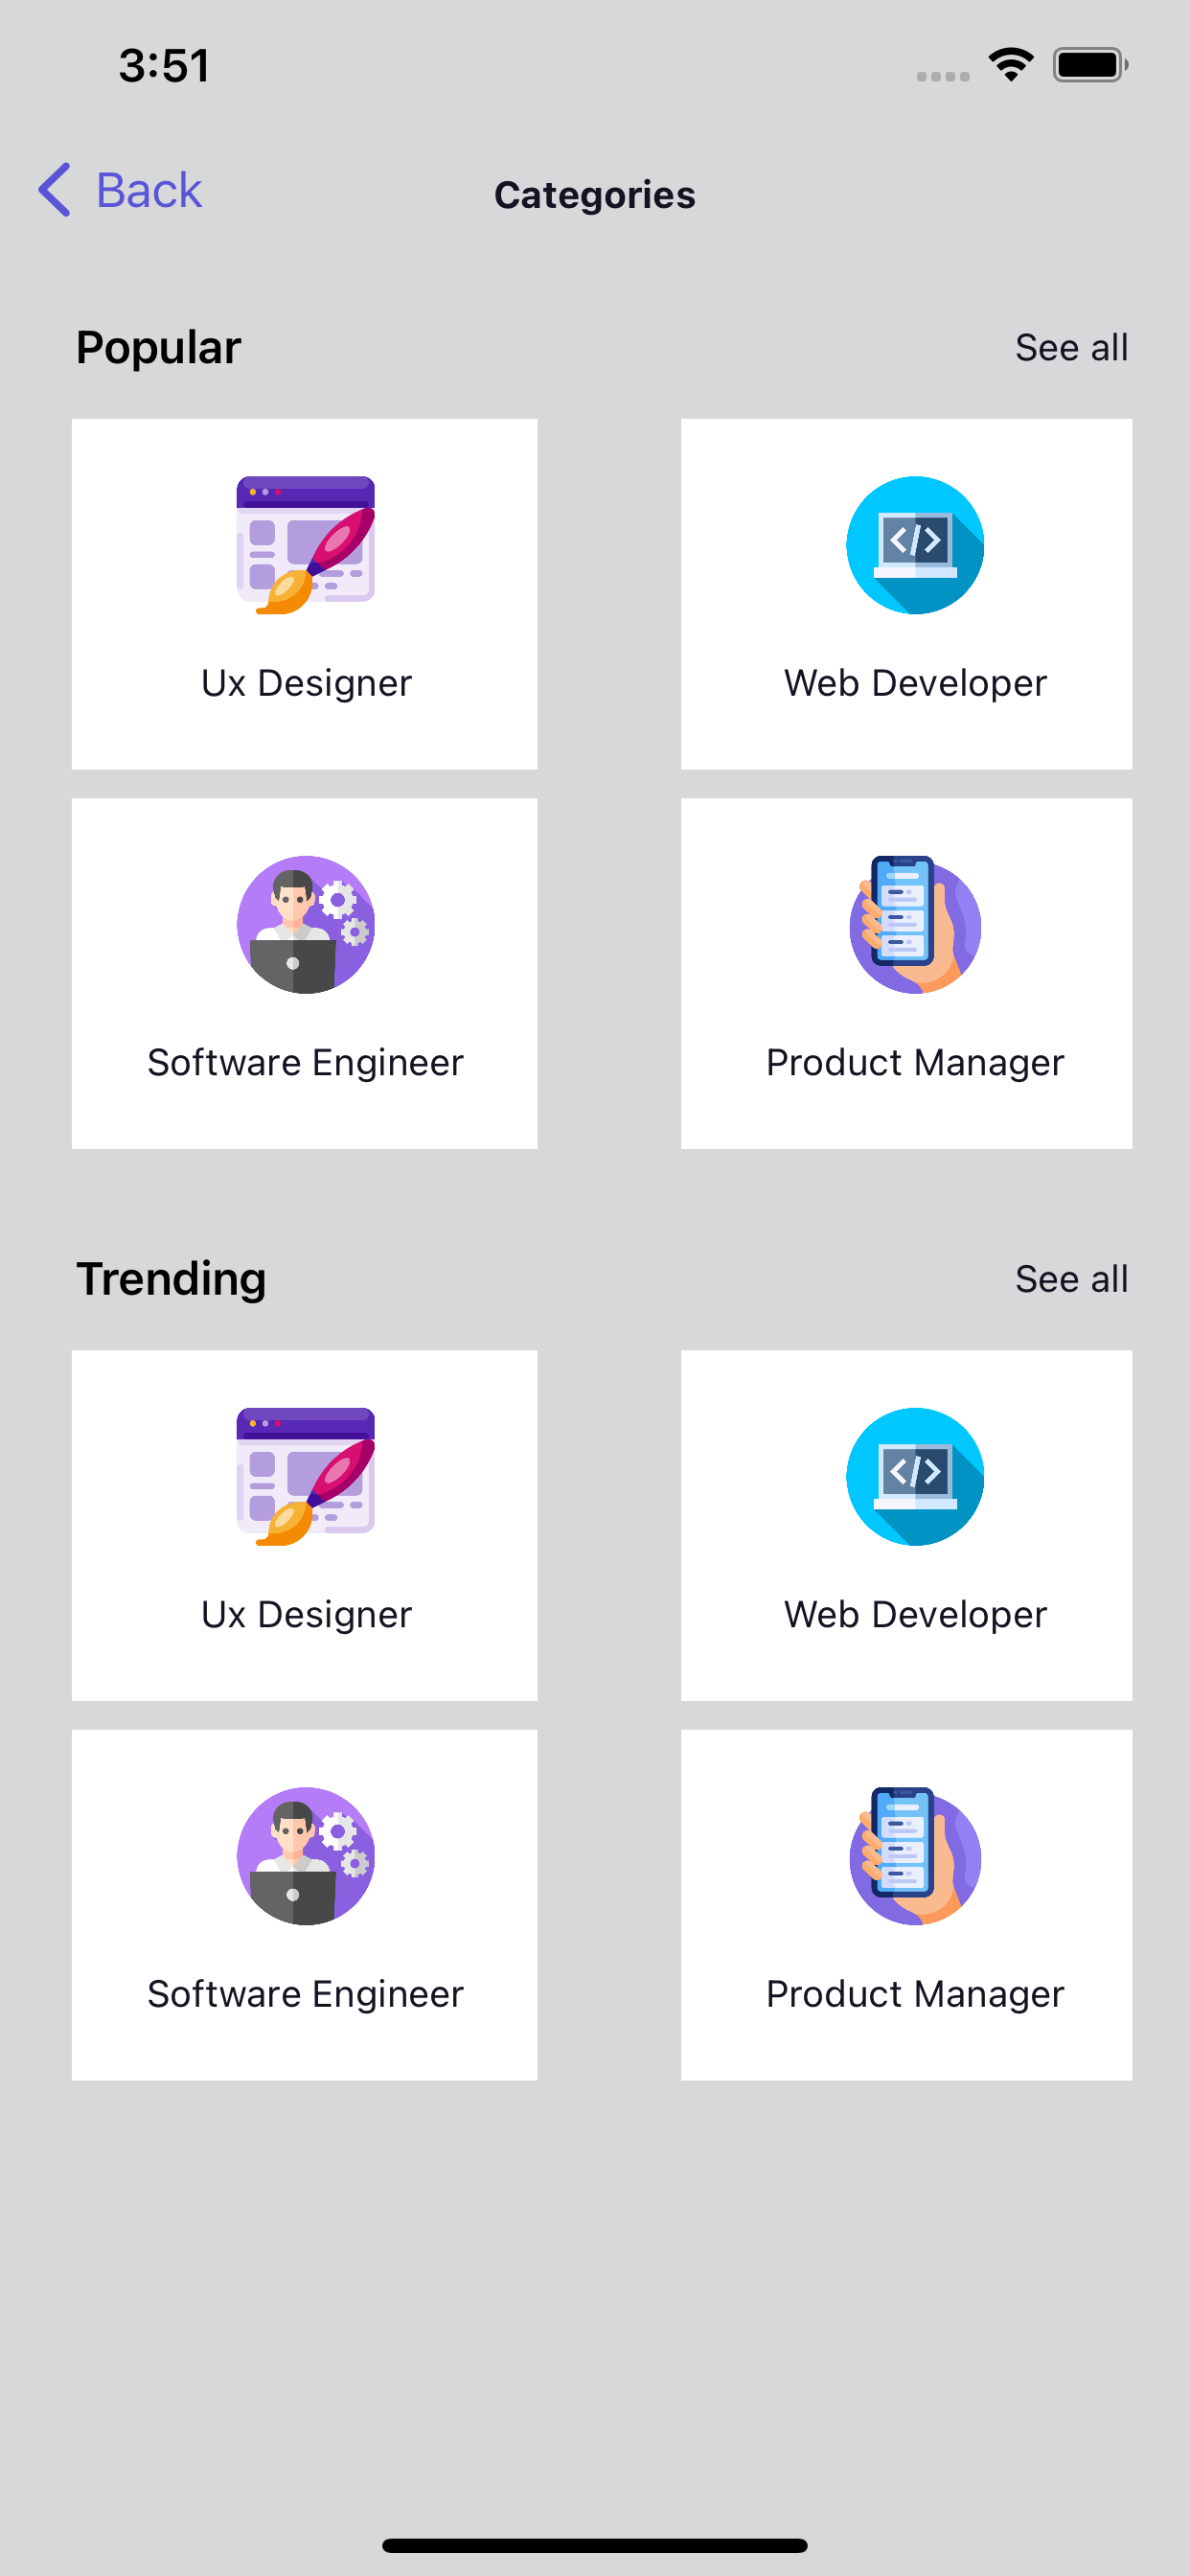 3:51
Back
Categories
Popular
See all
Ux Designer
Web Developer
Software Engineer
Product Manager
Trending
See all
Ux Designer
Web Developer
Software Engineer
Product Manager